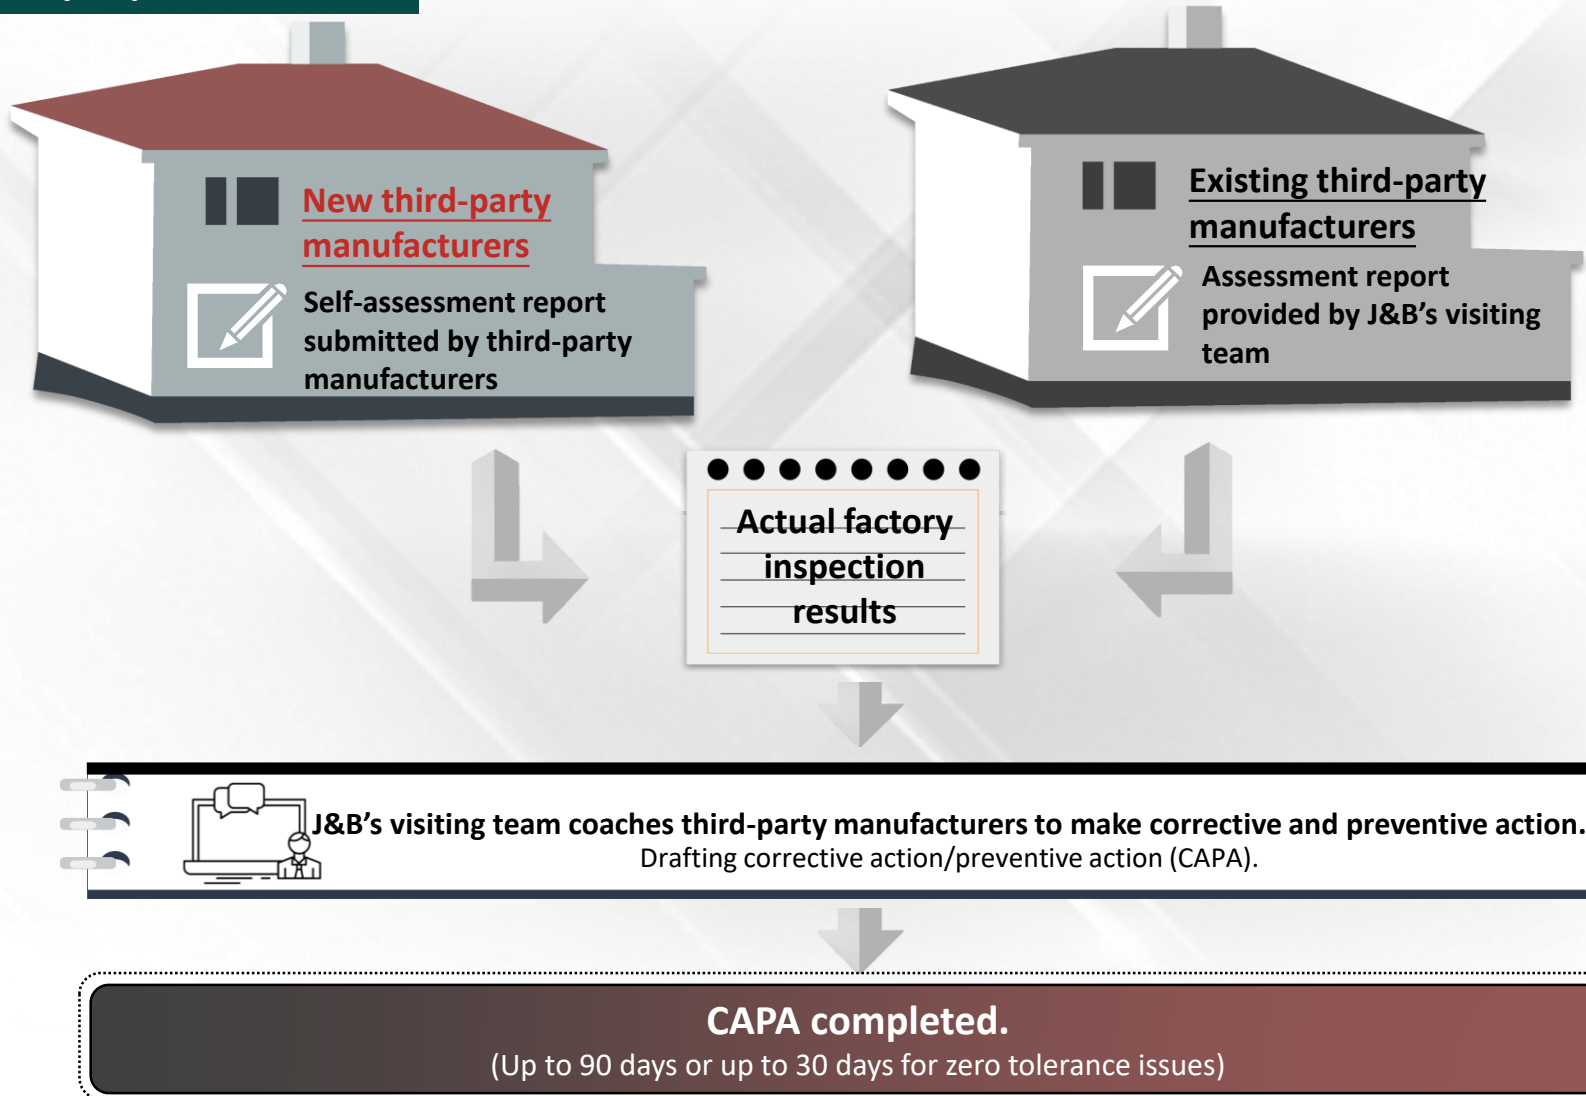 New third-party
manufacturers
Self-assessment report
submitted by third-party
manufacturers
Existing third-party
manufacturers
Assessment report
provided by J&B’s visiting
team
Actual factory
inspection
results
J&B’s visiting team coaches third-party manufacturers to make corrective and preventive action.
Drafting corrective action/preventive action (CAPA).
CAPA completed.
(Up to 90 days or up to 30 days for zero tolerance issues)